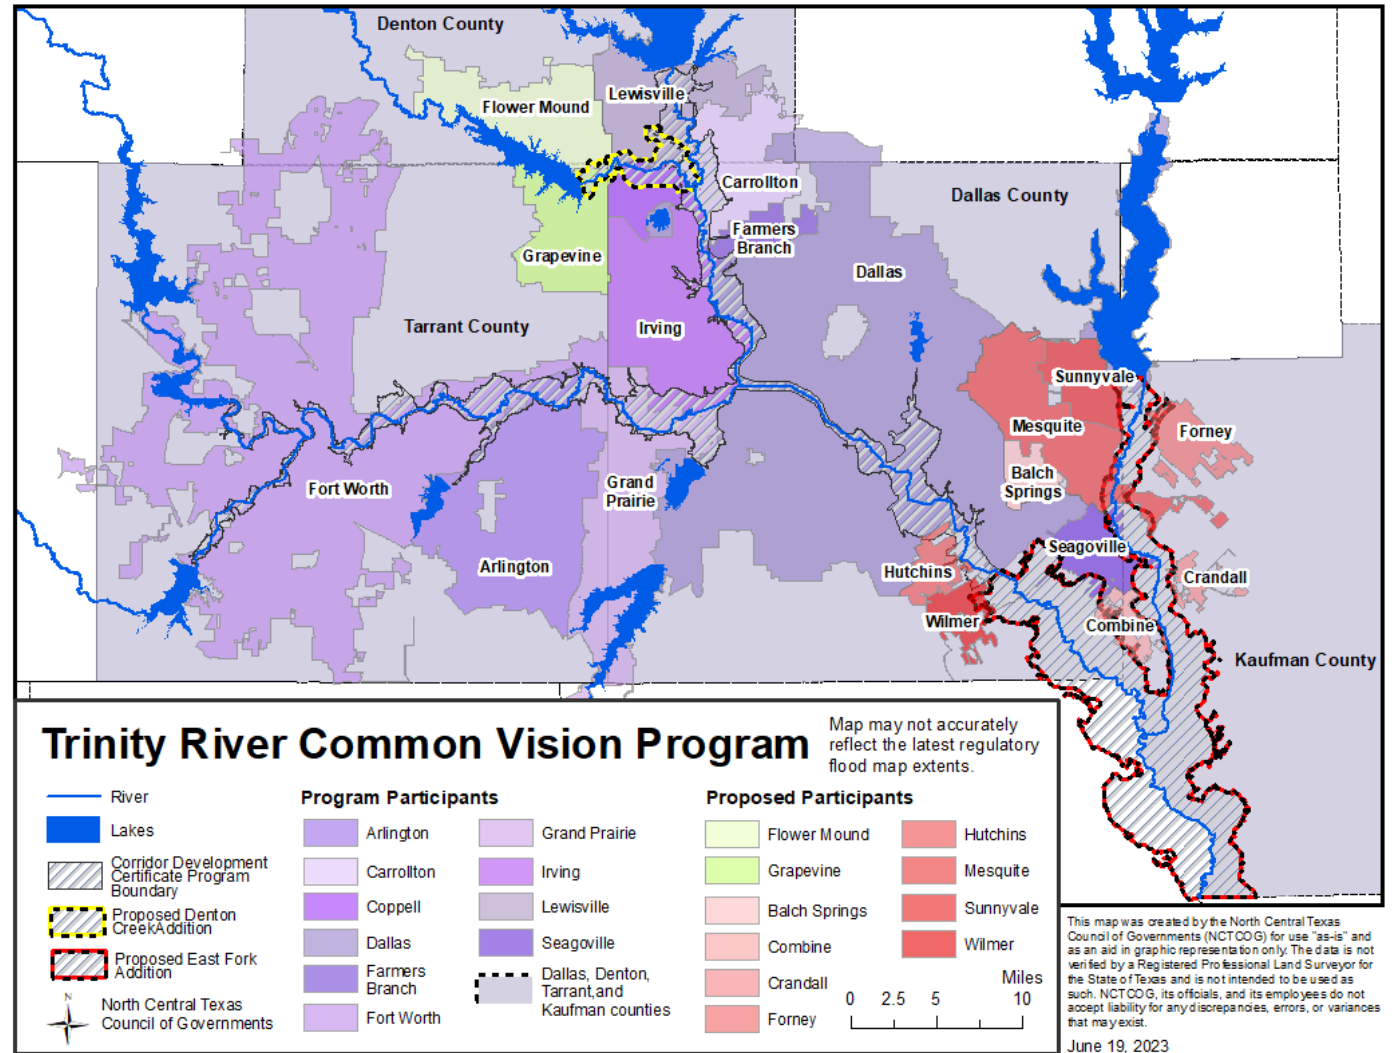 Denton County
Flower Mound
Lewisville
Carrollton
Dallas County
Farmers
Branch
Grapevine
Dallas
Tarrant County
Irving
Sunnyvale
Mesquite
Forney
Balch
Springs
Fort Worth
Grand
Prairie
Seagoville
Arlington
Hutchins
Crandall
Wilmer
Combine
Kaufman County
Trinity River Common Vision Program
Map may not accurately
reflect the latest regulatory
flood map extents.
River
Lakes
Corridor Development
Certificate Program
Boundary
Proposed Denton
CreekAddition
Proposed East Fork
Addition
N
North Central Texas
Council of Governments
Program Participants
Arlington
Carrollton
Coppell
Dallas
Farmers
Branch
Fort Worth
Grand Prairie
Irving
Lewisville
Seagoville
Dallas, Denton,
Tarrant,and
Kaufman counties
Proposed Participants
Flower Mound
Grapevine
Balch Springs
Combine
Crandall
Forney
Hutchins
Mesquite
Sunnyvale
Wilmer
Miles
0 2.5 5 10
This map was created by the North Central Texas
Council of Governments (NCTCOG) for use "as-is" and
as an aid in graphic representation only. The data is not
verified by a Registered Professional Land Surveyor for
the State of Texas and is not intended to be used as
such. NCTCOG, its officials, and its employees do not
accept liability for any discrepancies, errors, or variances
that may exist.
June 19, 2023